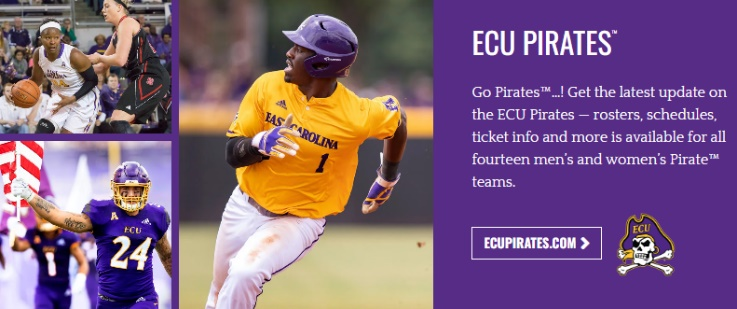 ECU PIRATES™
Go Pirates™...! Get the latest update on
the ECU Pirates — rosters, schedules,
ticket info and more is available for all
fourteen men's and women's Pirate™
teams.
ECUPIRATES.COM
ECU
EAST CAROLINA
1
ECU
24
1